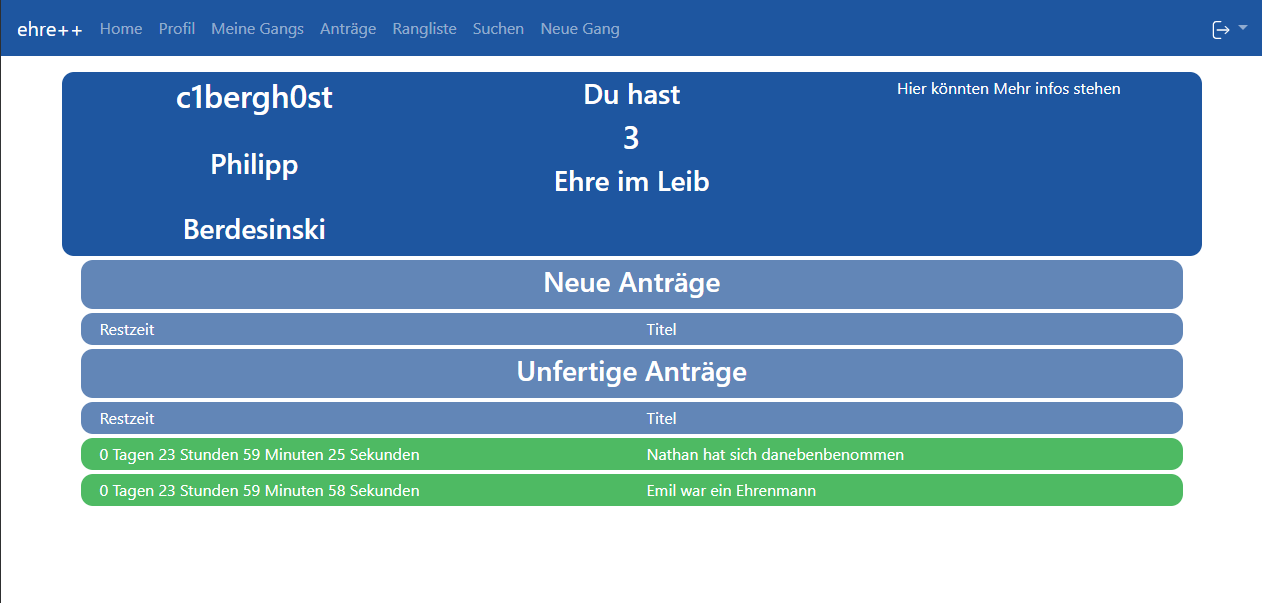 ehre++ Home Profil Meine Gangs Anträge Rangliste Suchen Neue Gang
c1bergh0st
Philipp
Berdesinski
Du hast
3
Ehre im Leib
Hier könnten Mehr infos stehen
Neue Anträge
Restzeit Titel
Unfertige Anträge
Restzeit Titel
0 Tagen 23 Stunden 59 Minuten 25 Sekunden Nathan hat sich danebenbenommen
0 Tagen 23 Stunden 59 Minuten 58 Sekunden Emil war ein Ehrenmann